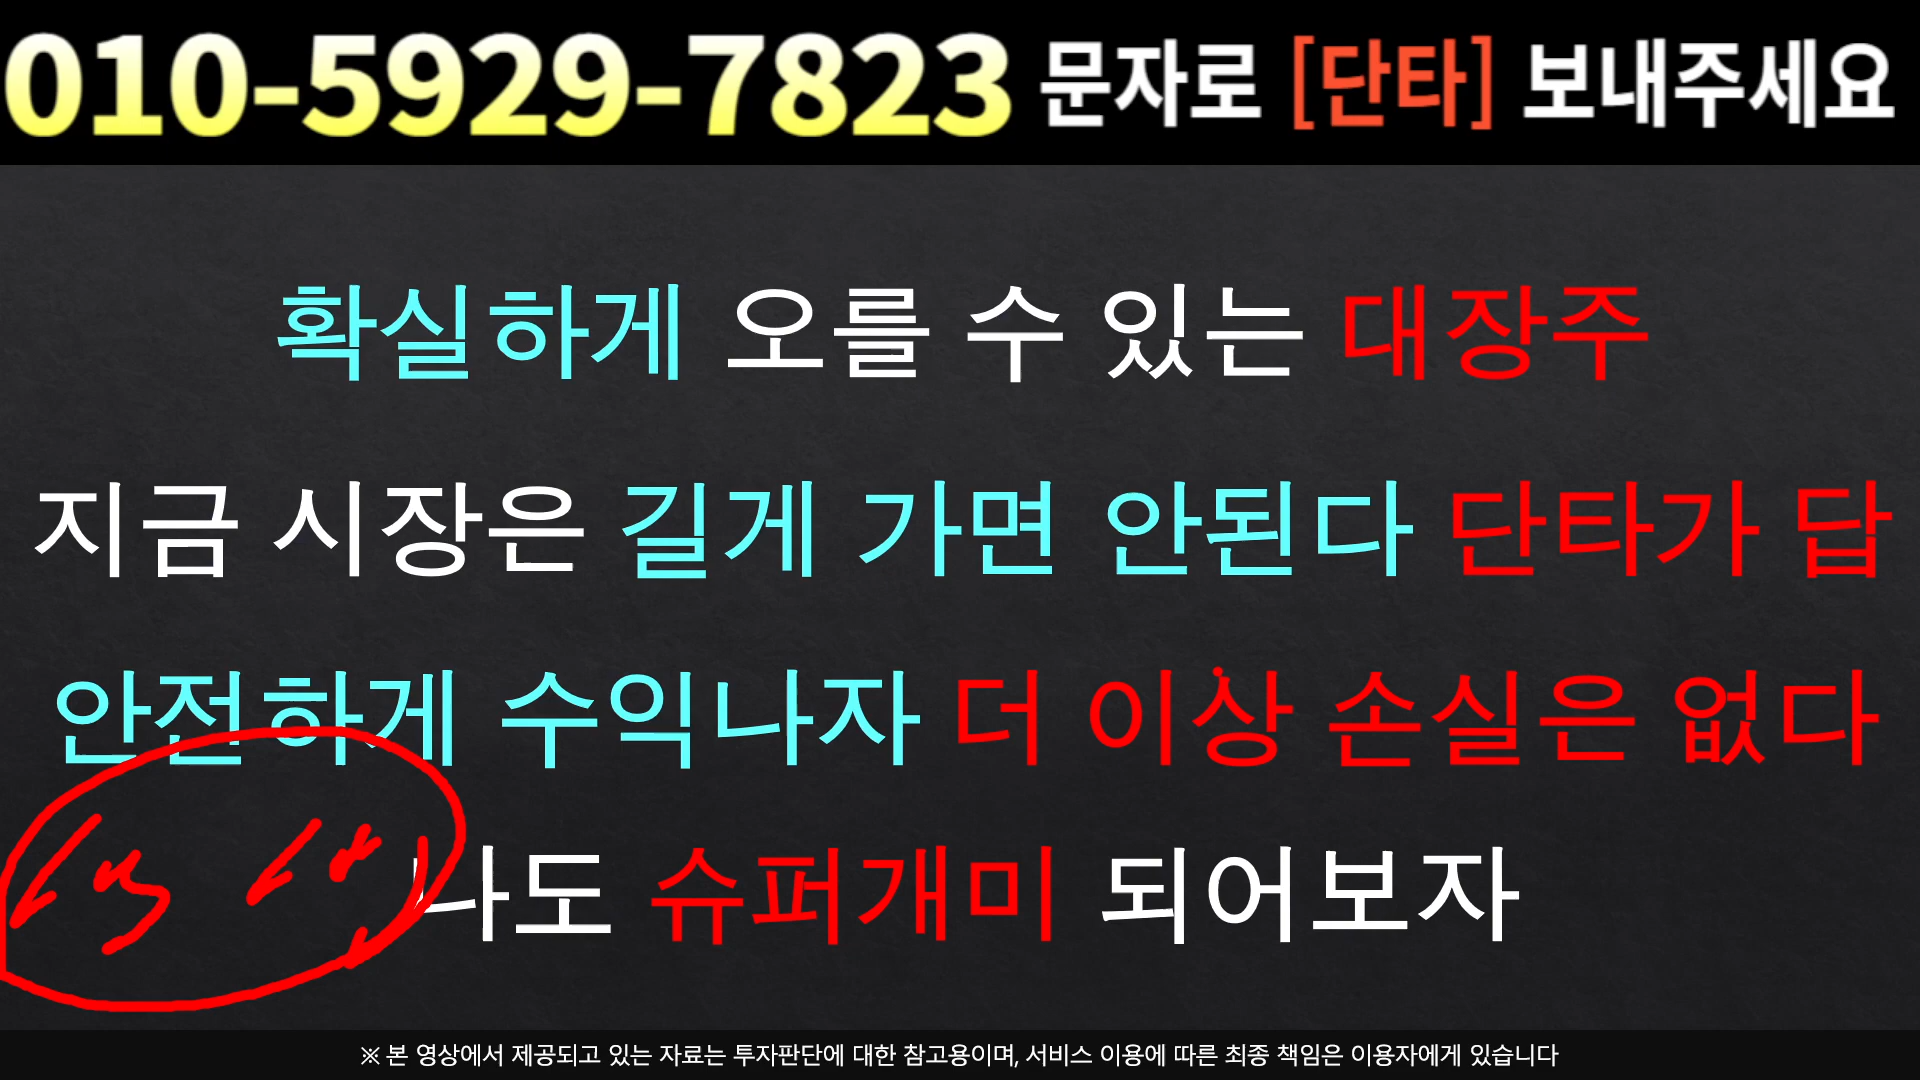 010-5929-7823 문자로 [단타] 보내주세요
확실하게 오를 수 있는 대장주
지금 시장은 길게 가면 안된다 단타가 답
안전하게 수익나자 더 이상 손실은 없다
나도 슈퍼개미 되어보자
※ 본 영상에서 제공되고 있는 자료는 투자판단에 대한 참고용이며, 서비스 이용에 따른 최종 책임은 이용자에게 있습니다